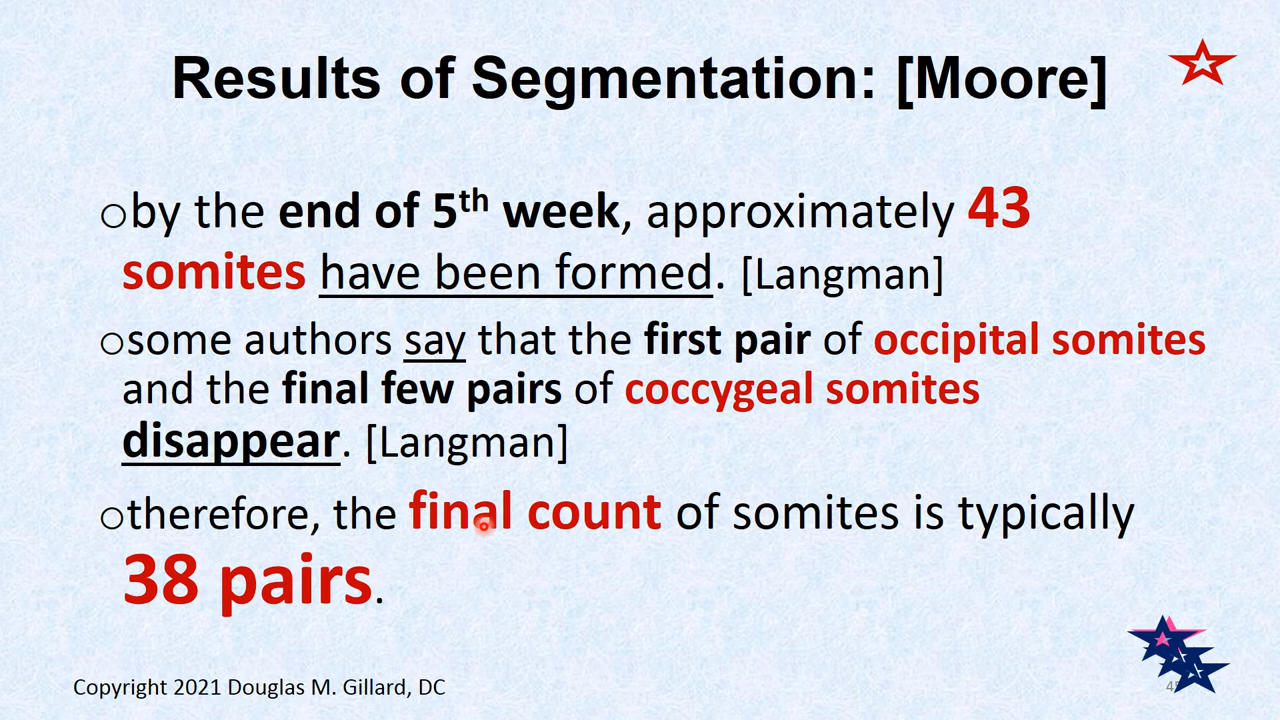 Results of Segmentation: [Moore]
by the end of 5th week, approximately 43
somites have been formed. [Langman]
some authors say that the first pair of occipital somites
and the final few pairs of coccygeal somites
disappear. [Langman]
therefore, the final count of somites is typically
38 pairs.
Copyright 2021 Douglas M. Gillard, DC